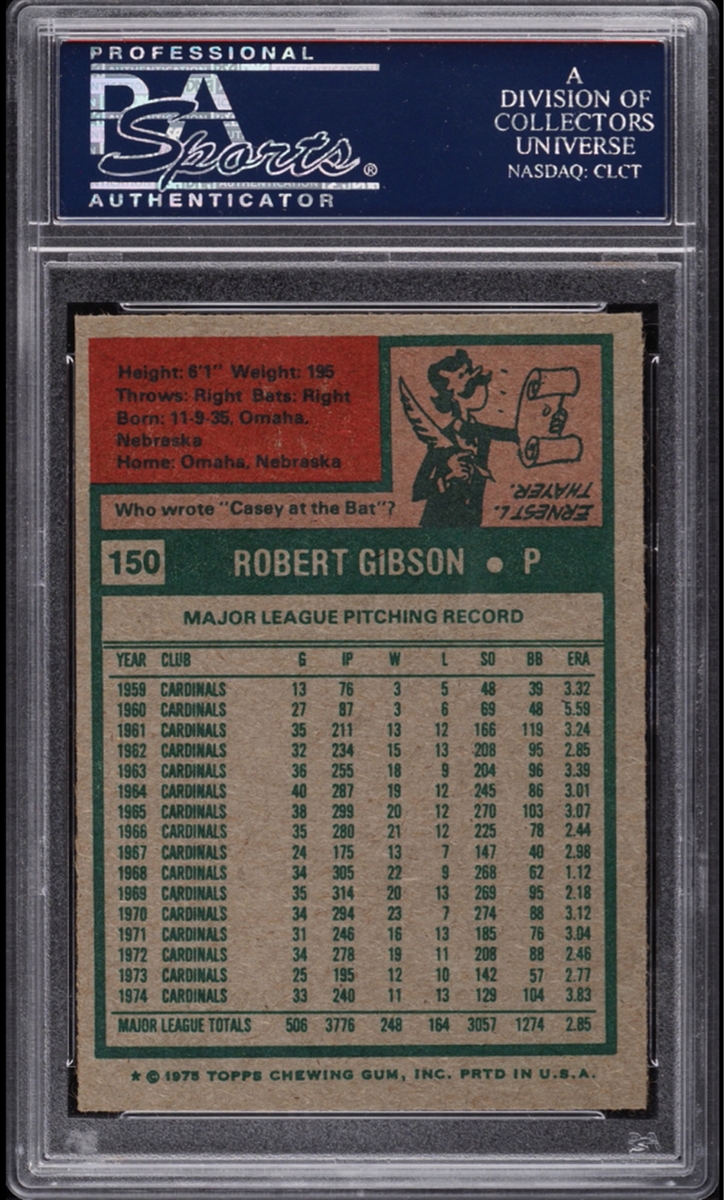 PROFESSIONAL
PSA
Sports®
AUTHENTICATOR
A
DIVISION OF
COLLECTORS
UNIVERSE
NASDAQ: CLCT
Height: 6'1" Weight: 195
Throws: Right Bats: Right
Born: 11-9-35, Omaha,
Nebraska
Home: Omaha, Nebraska
Who wrote "Casey at the Bat"?
ERNEST L.
THAYER.
150 ROBERT GIBSON • P
MAJOR LEAGUE PITCHING RECORD
YEAR CLUB G IP W L SO BB ERA
1959 CARDINALS 13 76 3 5 48 39 3.32
1960 CARDINALS 27 87 3 6 69 48 5.59
1961 CARDINALS 35 211 13 12 166 119 3.24
1962 CARDINALS 32 234 15 13 208 95 2.85
1963 CARDINALS 36 255 18 9 204 96 3.39
1964 CARDINALS 40 287 19 12 245 86 3.01
1965 CARDINALS 38 299 20 12 270 103 3.07
1966 CARDINALS 35 280 21 12 225 78 2.44
1967 CARDINALS 24 175 13 7 147 40 2.98
1968 CARDINALS 34 305 22 9 268 62 1.12
1969 CARDINALS 35 314 20 13 269 95 2.18
1970 CARDINALS 34 294 23 7 274 88 3.12
1971 CARDINALS 31 246 16 13 185 76 3.04
1972 CARDINALS 34 278 19 11 208 88 2.46
1973 CARDINALS 25 195 12 10 142 57 2.77
1974 CARDINALS 33 240 11 13 129 104 3.83
MAJOR LEAGUE TOTALS 506 3776 248 164 3057 1274 2.85
★ © 1975 TOPPS CHEWING GUM, INC. PRTD IN U.S.A.